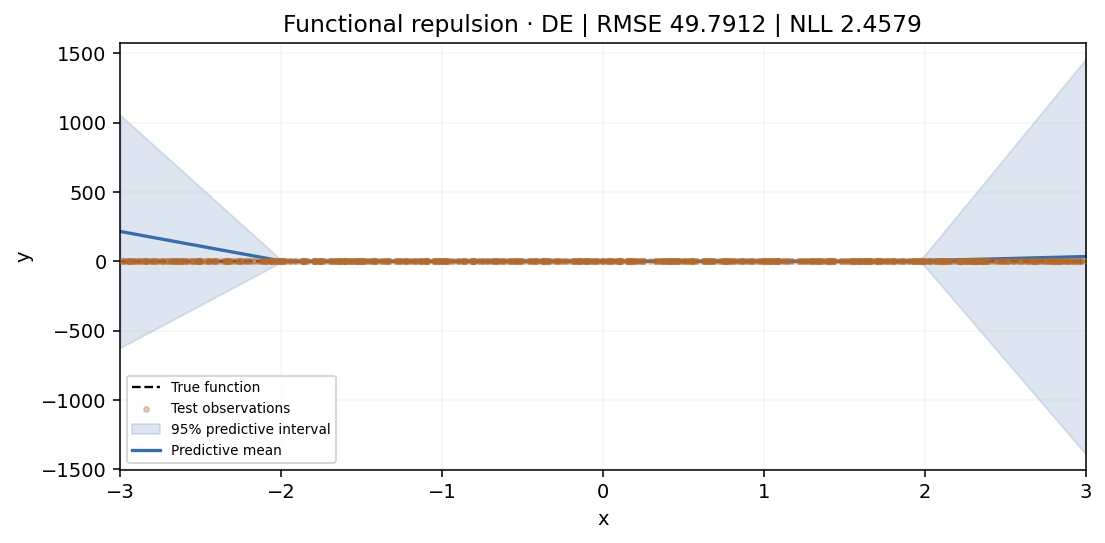 Functional repulsion · DE | RMSE 49.7912 | NLL 2.4579
1500
1000
500
0
−500
−1000
−1500
y
True function
Test observations
95% predictive interval
Predictive mean
−3
−2
−1
0
1
2
3
x